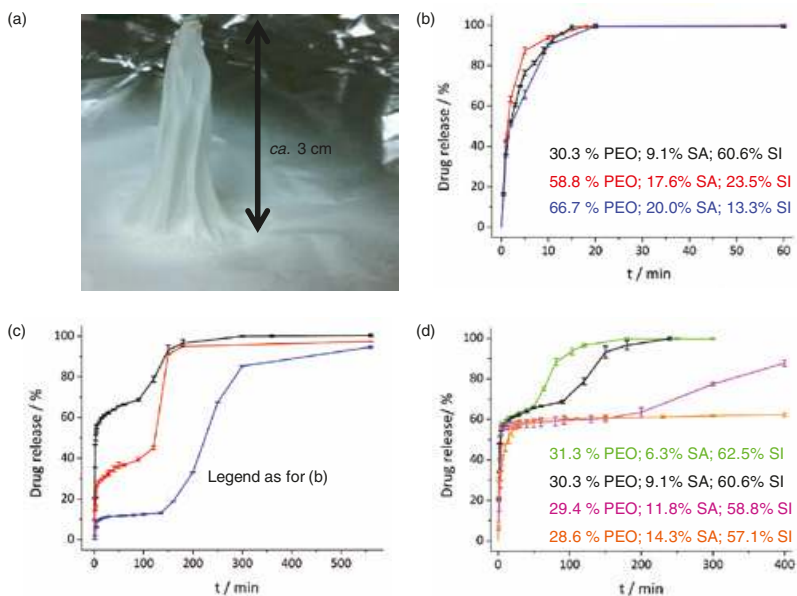 (a)
ca. 3 cm
(b)
Drug release / %
100
80
60
40
20
0
30.3 % PEO; 9.1% SA; 60.6% SI
58.8 % PEO; 17.6% SA; 23.5% SI
66.7 % PEO; 20.0% SA; 13.3% SI
0 10 20 30 40 50 60
t / min
(c)
Drug release/ %
100
80
60
40
20
0
Legend as for (b)
0 100 200 300 400 500
t / min
(d)
Drug release/ %
100
80
60
40
20
0
31.3 % PEO; 6.3% SA; 62.5% SI
30.3 % PEO; 9.1% SA; 60.6% SI
29.4 % PEO; 11.8% SA; 58.8% SI
28.6 % PEO; 14.3% SA; 57.1% SI
0 100 200 300 400
t / min